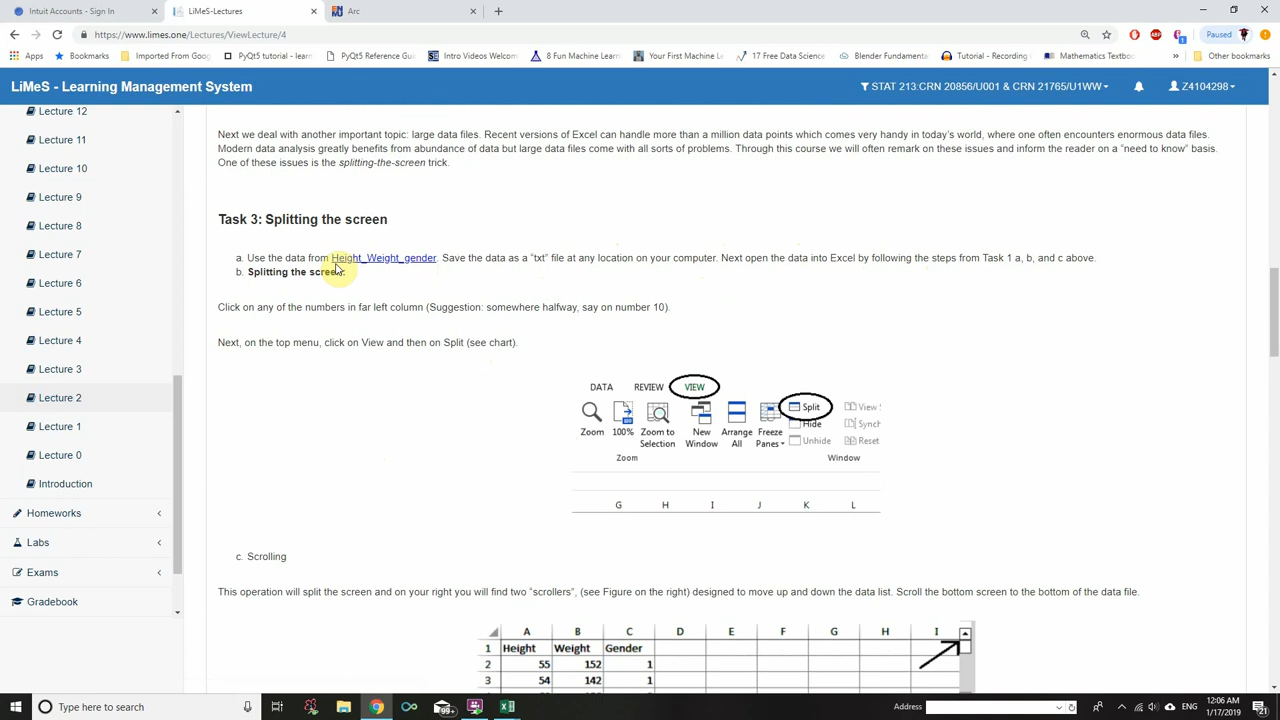 Intuit Accounts - Sign In
LiMeS-Lectures
Arc
https://www.limes.one/Lectures/ViewLecture/4
Paused
Apps
Bookmarks
Imported From Goog
PyQt5 tutorial - learn
PyQt5 Reference Gu
Intro Videos Welcom
8 Fun Machine Learn
Your First Machine Le
17 Free Data Science
Blender Fundamenta
Tutorial - Recording
Mathematics Textbo
Other bookmarks
LiMeS - Learning Management System
STAT 213:CRN 20856/U001 & CRN 21765/U1WW
Z4104298
Lecture 12
Lecture 11
Lecture 10
Lecture 9
Lecture 8
Lecture 7
Lecture 6
Lecture 5
Lecture 4
Lecture 3
Lecture 2
Lecture 1
Lecture 0
Introduction
Homeworks
Labs
Exams
Gradebook
Next we deal with another important topic: large data files. Recent versions of Excel can handle more than a million data points which comes very handy in today's world, where one often encounters enormous data files.
Modern data analysis greatly benefits from abundance of data but large data files come with all sorts of problems. Through this course we will often remark on these issues and inform the reader on a "need to know" basis.
One of these issues is the splitting-the-screen trick.
Task 3: Splitting the screen
a. Use the data from Height_Weight_gender. Save the data as a "txt" file at any location on your computer. Next open the data into Excel by following the steps from Task 1 a, b, and c above.
b. Splitting the screen:
Click on any of the numbers in far left column (Suggestion: somewhere halfway, say on number 10).
Next, on the top menu, click on View and then on Split (see chart).
DATA REVIEW VIEW
Zoom
100%
Zoom to Selection
New Window
Arrange All
Freeze Panes
Split
Hide
Unhide
View S
Synch
Reset
Zoom
Window
G H I J K L
c. Scrolling
This operation will split the screen and on your right you will find two "scrollers", (see Figure on the right) designed to move up and down the data list. Scroll the bottom screen to the bottom of the data file.
A B C D E F G H I
1 Height Weight Gender
2 55 152 1
3 54 142 1
Type here to search
99+
Address
ENG
12:06 AM
1/17/2019
21